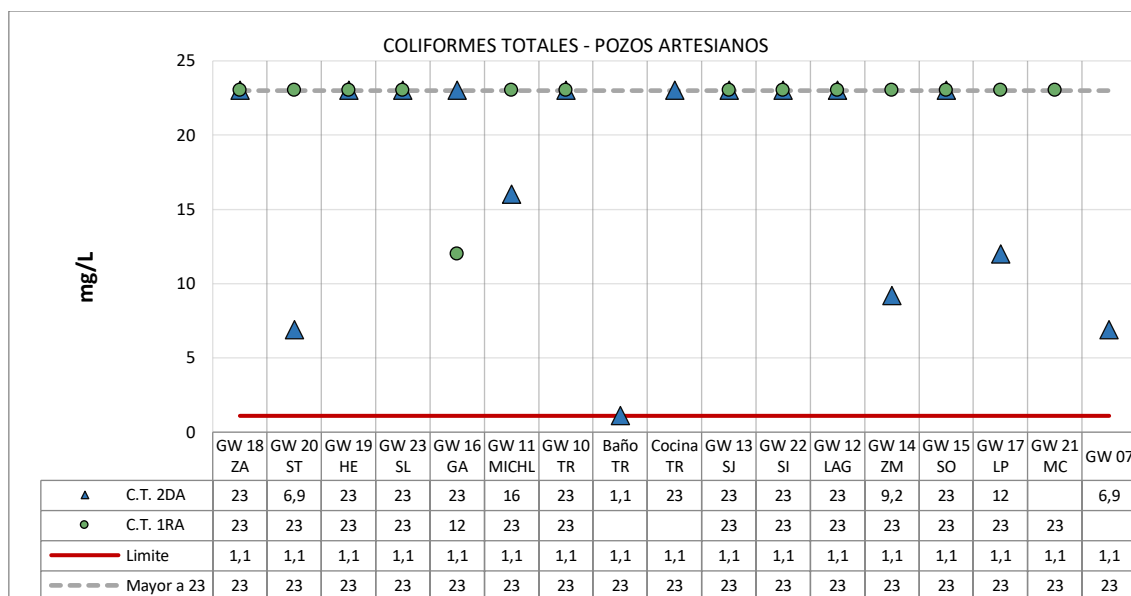 COLIFORMES TOTALES - POZOS ARTESIANOS
25
20
15
10
5
0
mg/L
GW 18 ZA GW 20 ST GW 19 HE GW 23 SL GW 16 GA GW 11 MICHL GW 10 TR Baño TR Cocina TR GW 13 SJ GW 22 SI GW 12 LAG GW 14 ZM GW 15 SO GW 17 LP GW 21 MC GW 07
C.T. 2DA 23 6,9 23 23 23 16 23 1,1 23 23 23 23 9,2 23 12 6,9
C.T. 1RA 23 23 23 23 12 23 23 23 23 23 23 23 23 23
Limite 1,1 1,1 1,1 1,1 1,1 1,1 1,1 1,1 1,1 1,1 1,1 1,1 1,1 1,1 1,1 1,1 1,1
Mayor a 23 23 23 23 23 23 23 23 23 23 23 23 23 23 23 23 23 23